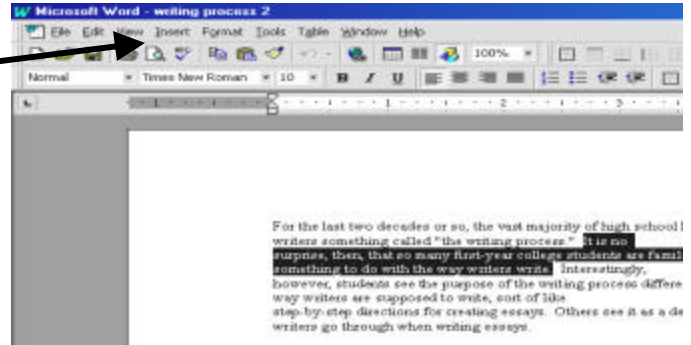 Microsoft Word - writing process 2
File Edit View Insert Format Tools Table Window Help
100%
Normal Times New Roman 10 B I U
1 1 2 3
For the last two decades or so, the vast majority of high school
writers something called "the writing process." It is no
surprise, then, that so many first-year college students are famil
something to do with the way writers write. Interestingly,
however, students see the purpose of the writing process differe
way writers are supposed to write, sort of like
step-by-step directions for creating essays. Others see it as a de
writers go through when writing essays.